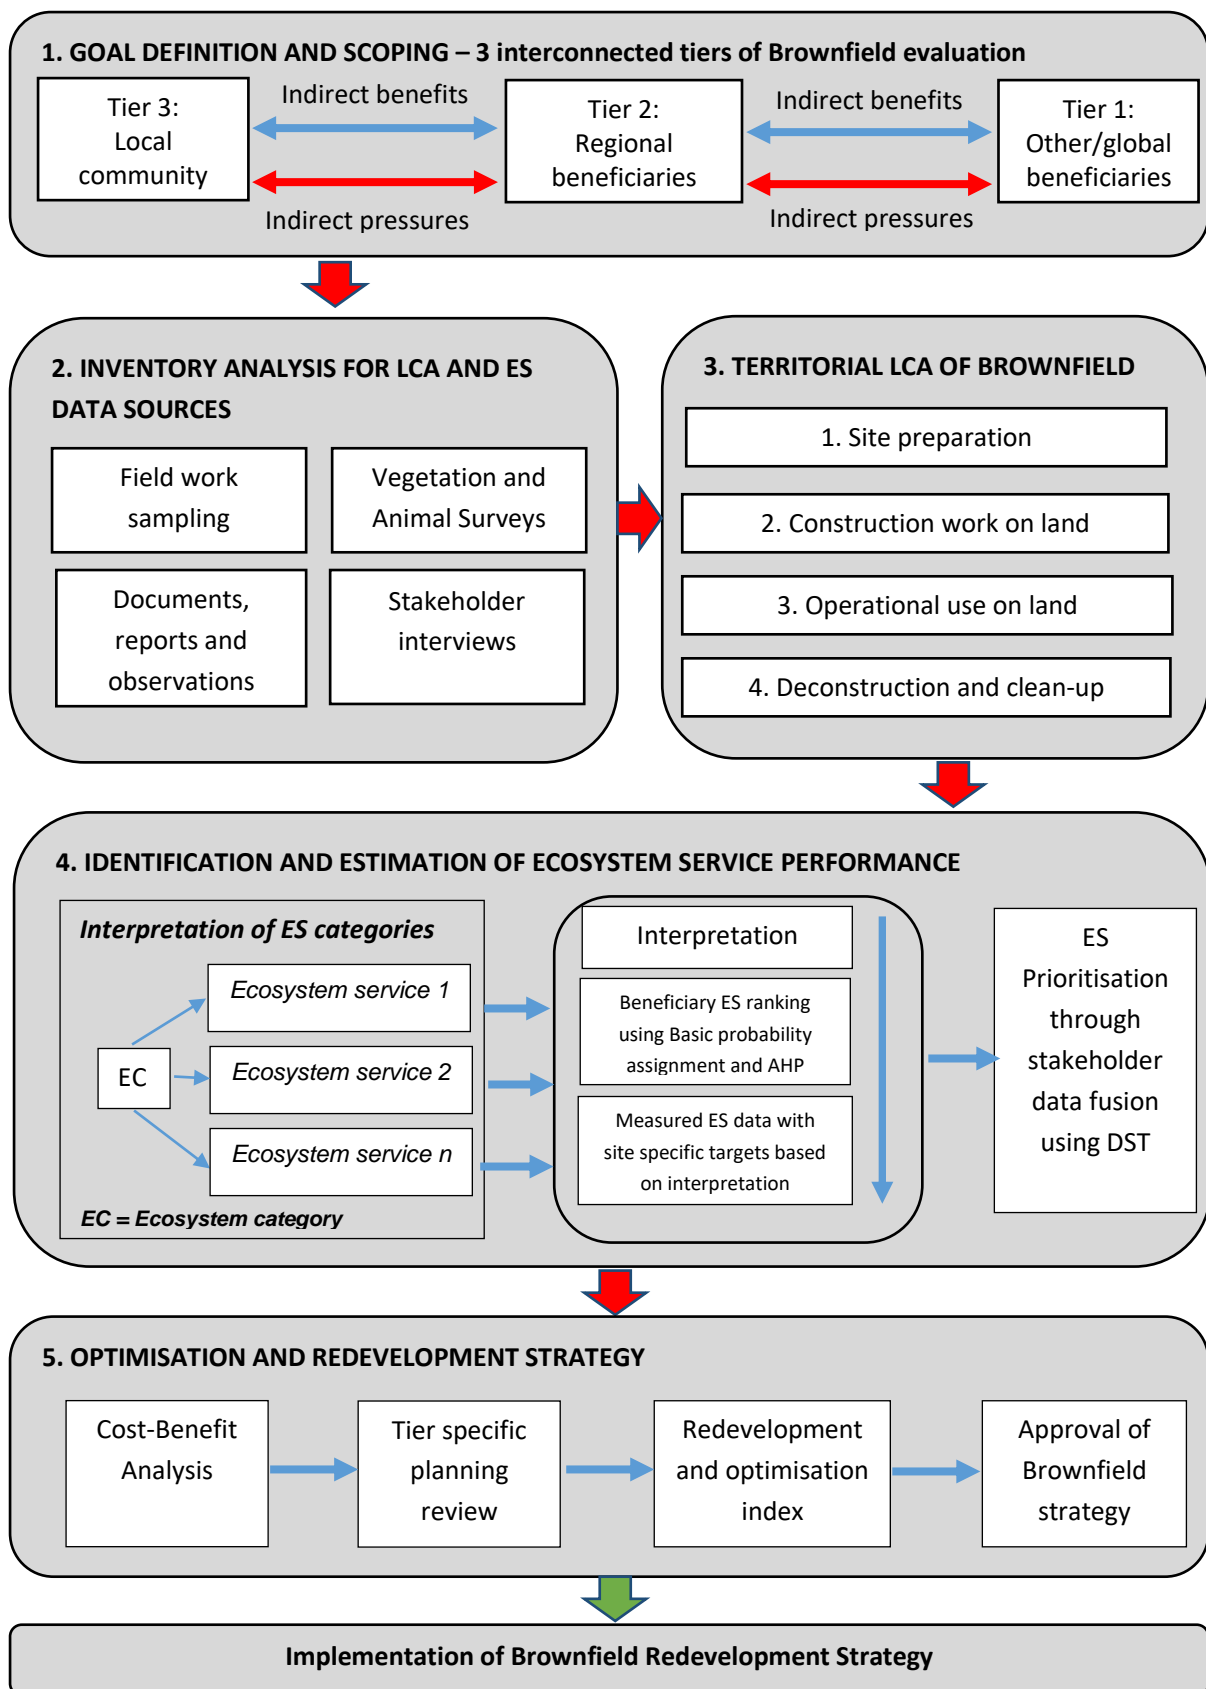 1. GOAL DEFINITION AND SCOPING – 3 interconnected tiers of Brownfield evaluation
Tier 3:
Local
community
Indirect benefits
Indirect pressures
Tier 2:
Regional
beneficiaries
Indirect benefits
Indirect pressures
Tier 1:
Other/global
beneficiaries
2. INVENTORY ANALYSIS FOR LCA AND ES
DATA SOURCES
Field work
sampling
Vegetation and
Animal Surveys
Documents,
reports and
observations
Stakeholder
interviews
3. TERRITORIAL LCA OF BROWNFIELD
1. Site preparation
2. Construction work on land
3. Operational use on land
4. Deconstruction and clean-up
4. IDENTIFICATION AND ESTIMATION OF ECOSYSTEM SERVICE PERFORMANCE
Interpretation of ES categories
EC
Ecosystem service 1
Ecosystem service 2
Ecosystem service n
EC = Ecosystem category
Interpretation
Beneficiary ES ranking
using Basic probability
assignment and AHP
Measured ES data with
site specific targets based
on interpretation
ES
Prioritisation
through
stakeholder
data fusion
using DST
5. OPTIMISATION AND REDEVELOPMENT STRATEGY
Cost-Benefit
Analysis
Tier specific
planning
review
Redevelopment
and optimisation
index
Approval of
Brownfield
strategy
Implementation of Brownfield Redevelopment Strategy